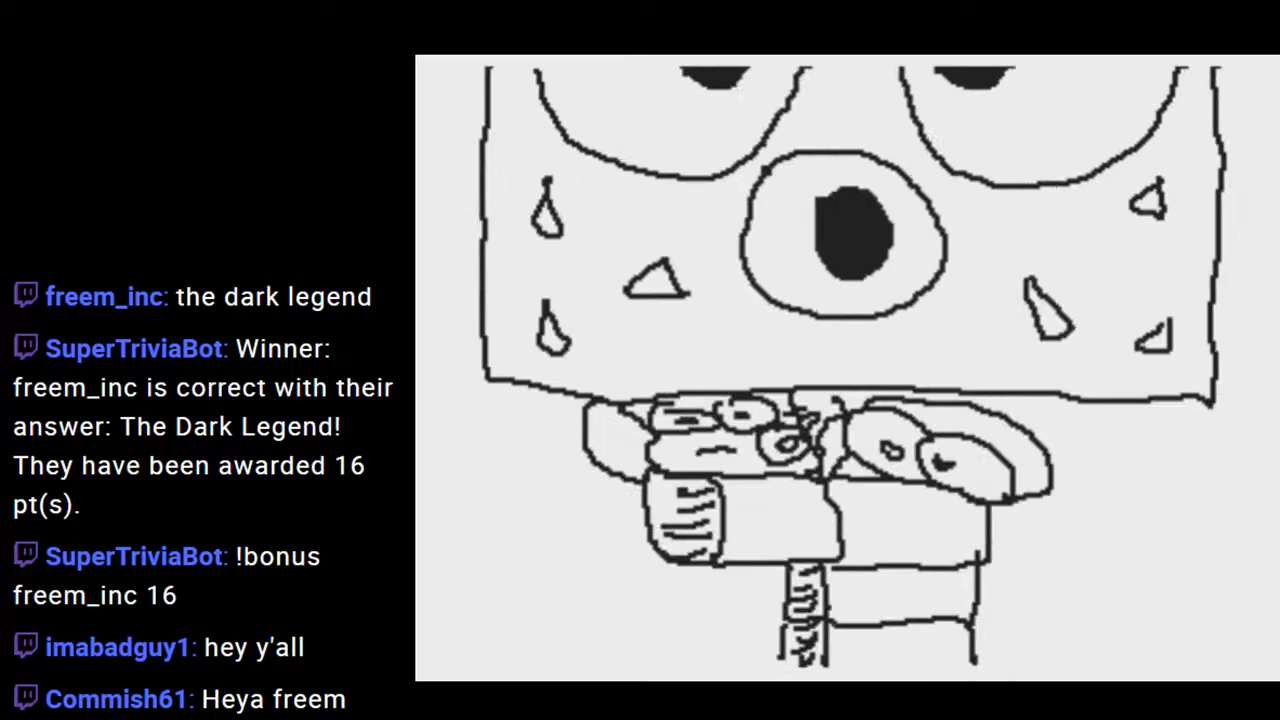 freem_inc: the dark legend
SuperTriviaBot: Winner:
freem_inc is correct with their
answer: The Dark Legend!
They have been awarded 16
pt(s).
SuperTriviaBot: !bonus
freem_inc 16
imabadguy1: hey y'all
Commish61: Heya freem